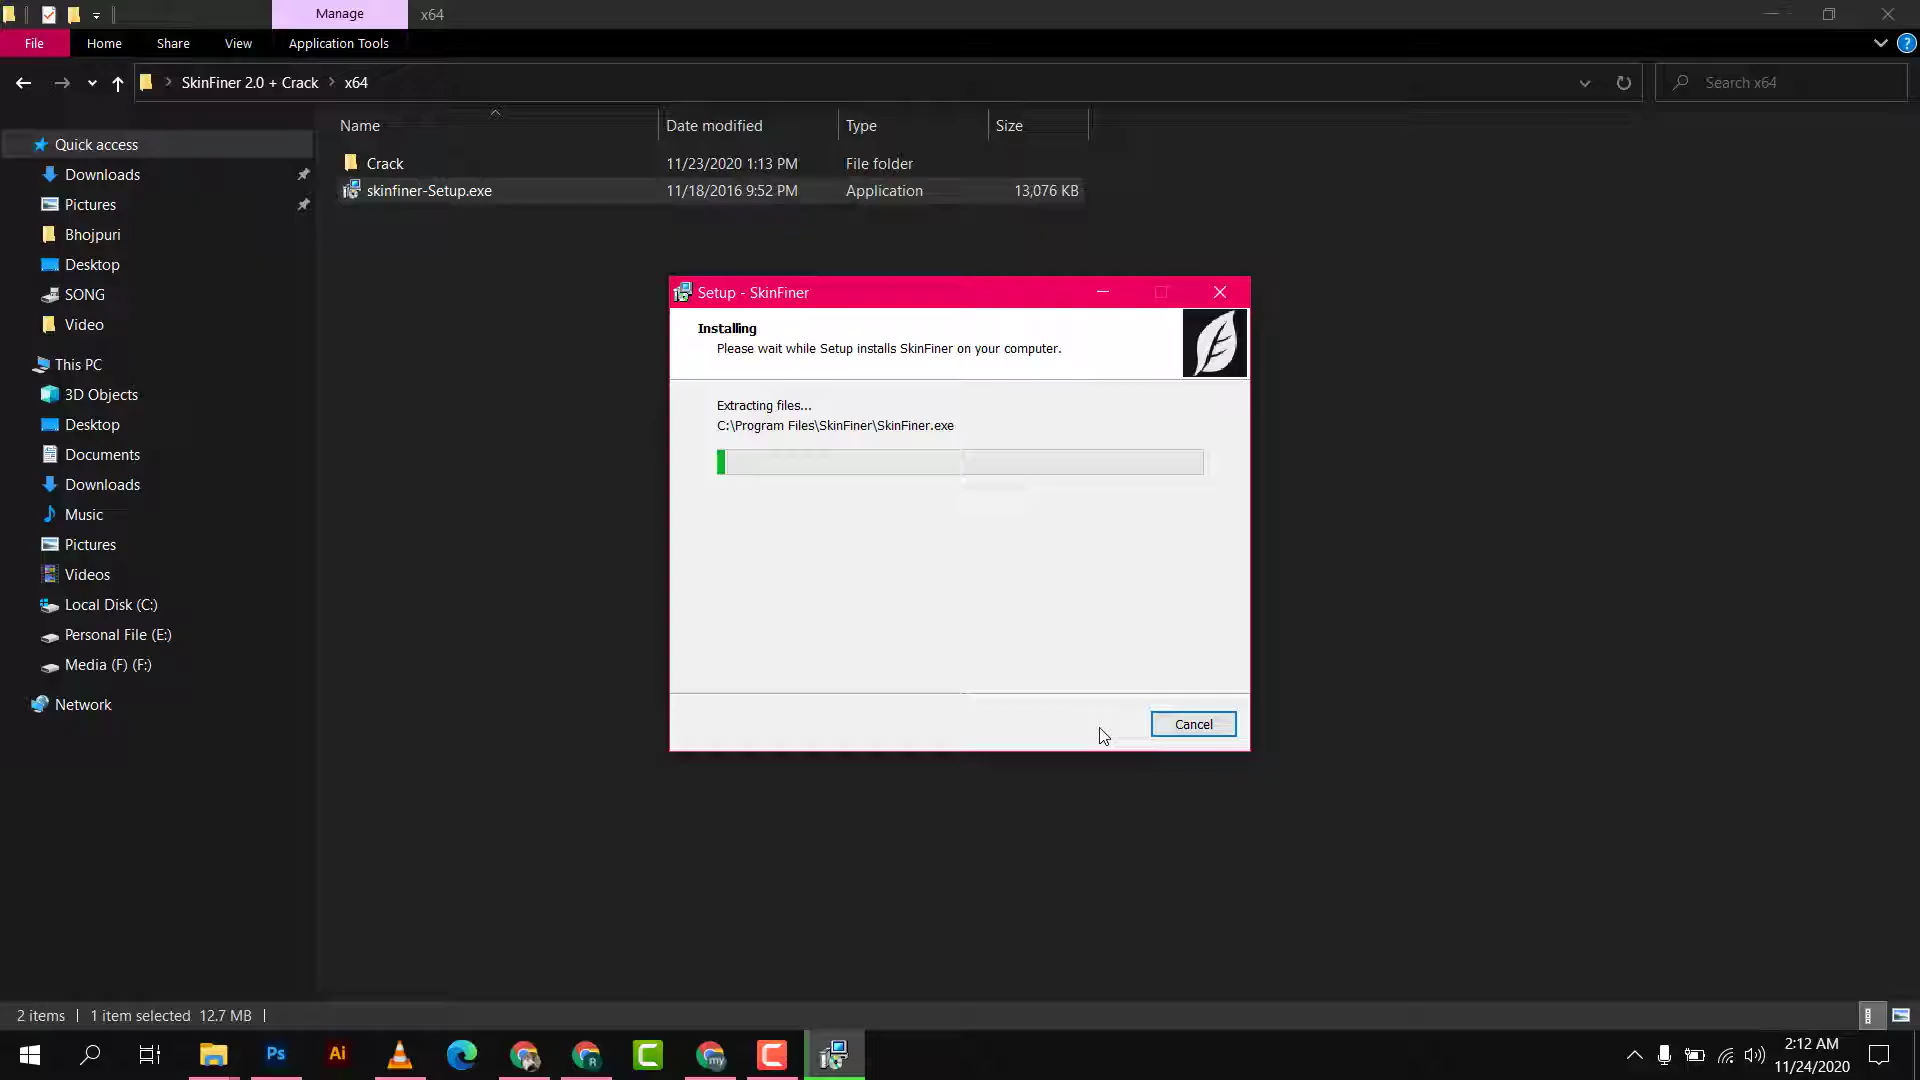 Manage
x64
File
Home
Share
View
Application Tools
SkinFiner 2.0 + Crack
x64
Search x64
Name
Date modified
Type
Size
Crack
11/23/2020 1:13 PM
File folder
skinfiner-Setup.exe
11/18/2016 9:52 PM
Application
13,076 KB
Quick access
Downloads
Pictures
Bhojpuri
Desktop
SONG
Video
This PC
3D Objects
Desktop
Documents
Downloads
Music
Pictures
Videos
Local Disk (C:)
Personal File (E:)
Media (F) (F:)
Network
Setup - SkinFiner
Installing
Please wait while Setup installs SkinFiner on your computer.
Extracting files...
C:\Program Files\SkinFiner\SkinFiner.exe
Cancel
2 items
1 item selected 12.7 MB
Ps
Ai
R
my
2:12 AM
11/24/2020